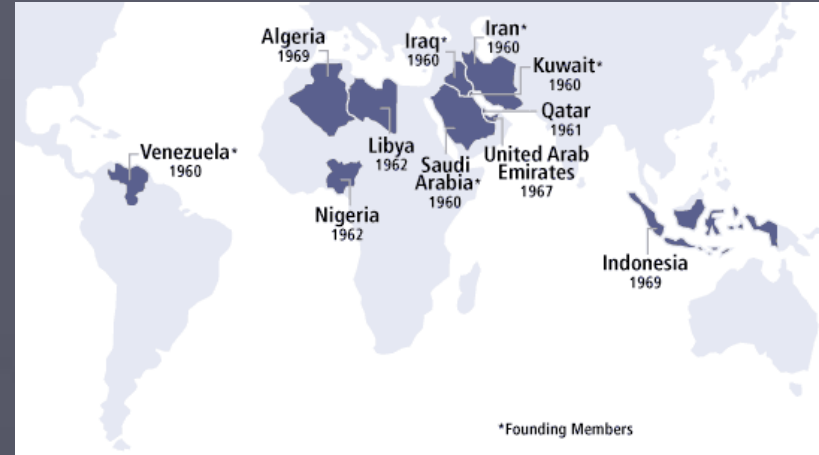 Algeria
1969
Iraq*
1960
Iran*
1960
Kuwait*
1960
Qatar
1961
Libya
1962
Saudi
Arabia*
1960
United Arab
Emirates
1967
Venezuela*
1960
Nigeria
1962
Indonesia
1969
*Founding Members